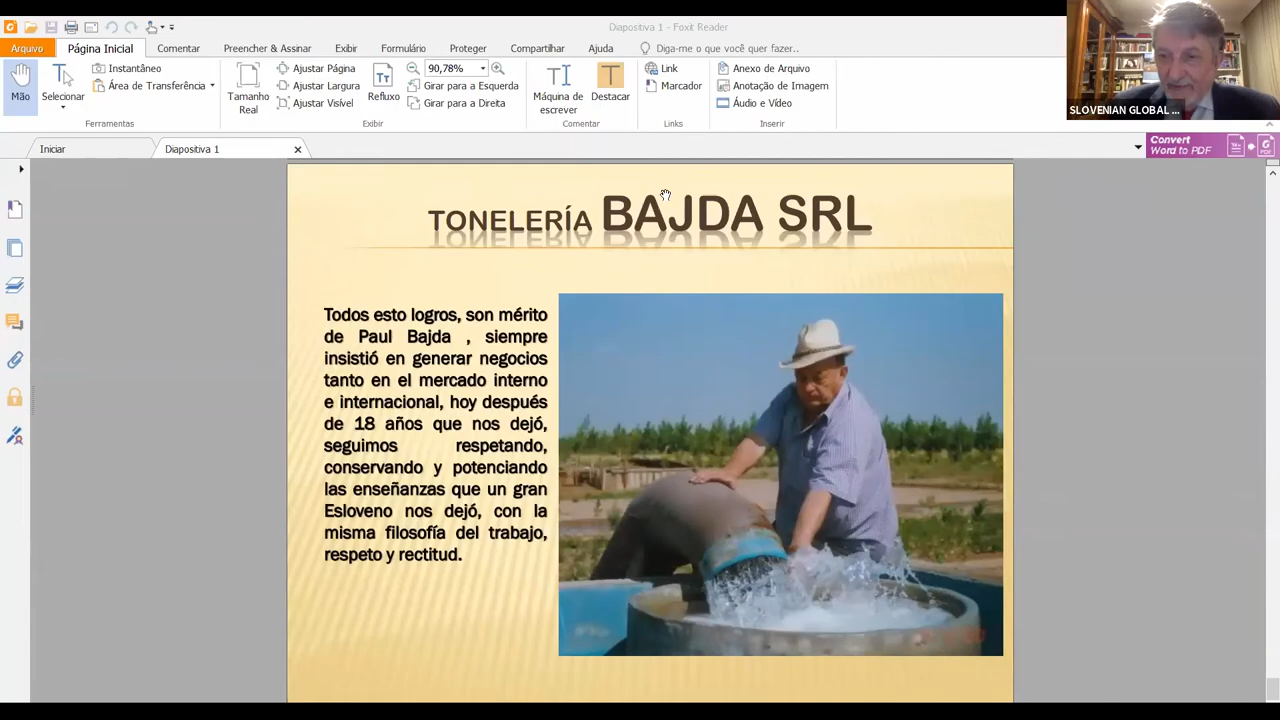 Diapositiva 1 - Foxit Reader
Arquivo Página Inicial Comentar Preencher & Assinar Exibir Formulário Proteger Compartilhar Ajuda Diga-me o que você quer fazer..
Mão
Selecionar
Instantâneo
Área de Transferência
Ferramentas
Tamanho
Real
Ajustar Página
Ajustar Largura
Ajustar Visível
Refluxo
90,78%
Girar para a Esquerda
Girar para a Direita
Exibir
Máquina de
escrever
Destacar
Comentar
Link
Marcador
Links
Anexo de Arquivo
Anotação de Imagem
Áudio e Vídeo
Inserir
SLOVENIAN GLOBAL ...
Iniciar
Diapositiva 1
Convert
Word to PDF
TONELERÍA BAJDA SRL
Todos esto logros, son mérito
de Paul Bajda , siempre
insistió en generar negocios
tanto en el mercado interno
e internacional, hoy después
de 18 años que nos dejó,
seguimos respetando,
conservando y potenciando
las enseñanzas que un gran
Esloveno nos dejó, con la
misma filosofía del trabajo,
respeto y rectitud.